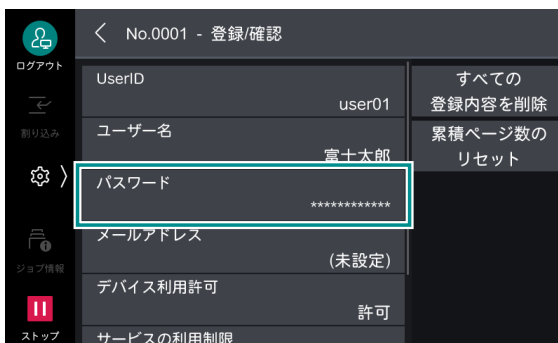 No.0001 - 登録/確認
ログアウト
割り込み
ジョブ情報
ストップ
UserID
user01
ユーザー名
富士太郎
パスワード
************
メールアドレス
(未設定)
デバイス利用許可
許可
サービスの利用制限
すべての
登録内容を削除
累積ページ数の
リセット